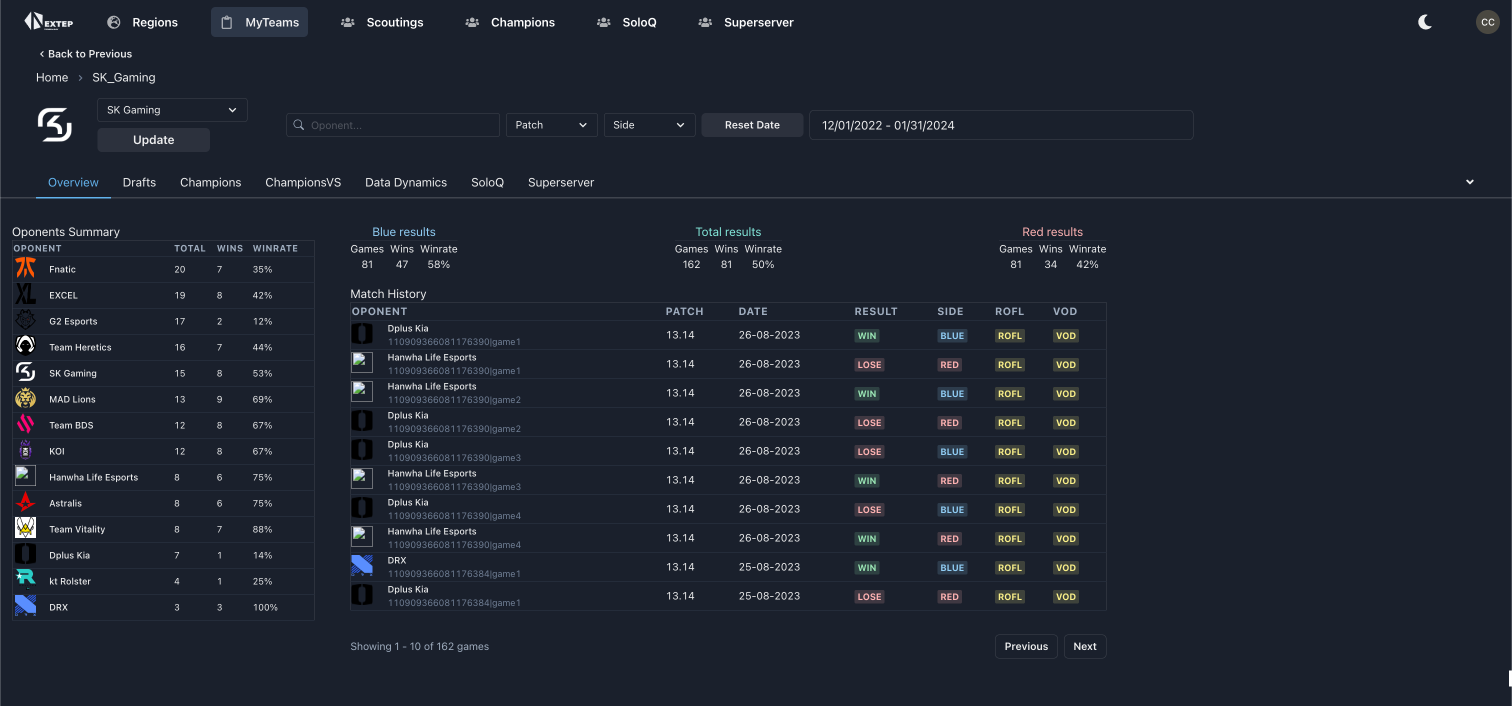 EXTEP Regions MyTeams Scoutings Champions SoloQ Superserver CC
Back to Previous
Home SK_Gaming
SK Gaming
Update
Oponent... Patch Side Reset Date 12/01/2022 - 01/31/2024
Overview Drafts Champions ChampionsVS Data Dynamics SoloQ Superserver
Oponents Summary
OPONENT TOTAL WINS WINRATE
Fnatic 20 7 35%
EXCEL 19 8 42%
G2 Esports 17 2 12%
Team Heretics 16 7 44%
SK Gaming 15 8 53%
MAD Lions 13 9 69%
Team BDS 12 8 67%
KOI 12 8 67%
Hanwha Life Esports 8 6 75%
Astralis 8 6 75%
Team Vitality 8 7 88%
Dplus Kia 7 1 14%
kt Rolster 4 1 25%
DRX 3 3 100%
Blue results
Games Wins Winrate
81 47 58%
Total results
Games Wins Winrate
162 81 50%
Red results
Games Wins Winrate
81 34 42%
Match History
OPONENT PATCH DATE RESULT SIDE ROFL VOD
Dplus Kia
110909366081176390|game1 13.14 26-08-2023 WIN BLUE ROFL VOD
Hanwha Life Esports
110909366081176390|game1 13.14 26-08-2023 LOSE RED ROFL VOD
Hanwha Life Esports
110909366081176390|game2 13.14 26-08-2023 WIN BLUE ROFL VOD
Dplus Kia
110909366081176390|game2 13.14 26-08-2023 LOSE RED ROFL VOD
Dplus Kia
110909366081176390|game3 13.14 26-08-2023 LOSE BLUE ROFL VOD
Hanwha Life Esports
110909366081176390|game3 13.14 26-08-2023 WIN RED ROFL VOD
Dplus Kia
110909366081176390|game4 13.14 26-08-2023 LOSE BLUE ROFL VOD
Hanwha Life Esports
110909366081176390|game4 13.14 26-08-2023 WIN RED ROFL VOD
DRX
110909366081176384|game1 13.14 25-08-2023 WIN BLUE ROFL VOD
Dplus Kia
110909366081176384|game1 13.14 25-08-2023 LOSE RED ROFL VOD
Showing 1 - 10 of 162 games Previous Next